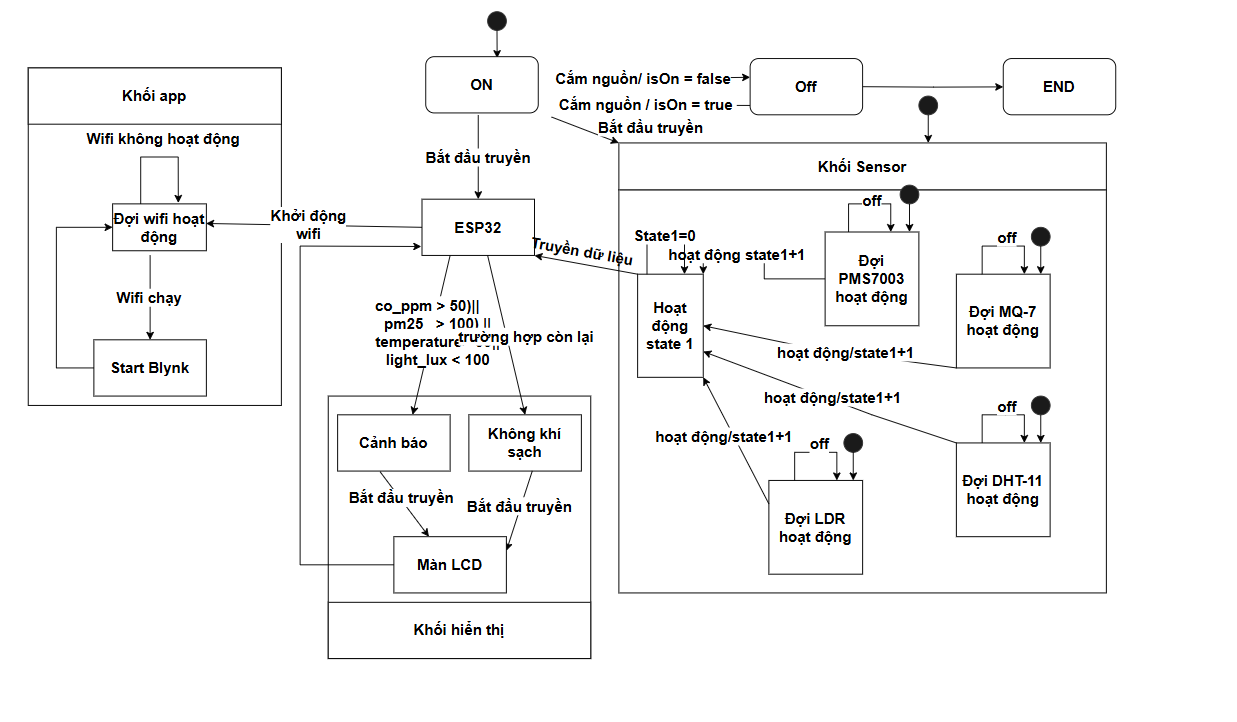 ON
Cắm nguồn/ isOn = false
Off
END
Cắm nguồn / isOn = true
Bắt đầu truyền
Khối app
Wifi không hoạt động
Đợi wifi hoạt
động
Wifi chạy
Start Blynk
Khởi động
wifi
Bắt đầu truyền
ESP32
Truyền dữ liệu
co_ppm > 50)||
pm25 > 100) ||
temperature
light_lux < 100
trường hợp còn lại
Cảnh báo
Không khí
sạch
Bắt đầu truyền
Bắt đầu truyền
Màn LCD
Khối hiển thị
Khối Sensor
State1=0
hoạt động state1+1
Hoạt
động
state 1
off
Đợi
PMS7003
hoạt động
off
Đợi MQ-7
hoạt động
hoạt động/state1+1
hoạt động/state1+1
off
Đợi DHT-11
hoạt động
hoạt động/state1+1
off
Đợi LDR
hoạt động